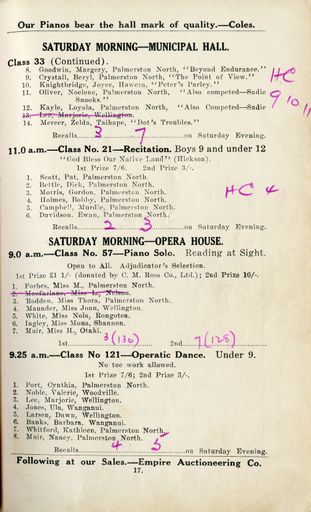 Our Pianos bear the hall mark of quality.—Coles.
SATURDAY MORNING—MUNICIPAL HALL.
Class 33 (Continued).
8. Goodwin, Margery, Palmerston North, "Beyond Endurance."
9. Crystall, Beryl, Palmerston North, "The Point of View."
10. Knightbridge, Joyce, Hawera, "Peter's Parley."
11. Oliver, Noelene, Palmerston North, "Also Competed—Sadie
Snooks."
12. Kayle, Loyola, Palmerston North, "Also Competed—Sadie
13. Lee, Marjorie, Wellington.
14. Mercer, Zelda, Taihape, "Dot's Troubles."
HC
9 10 11
Recalls 3 7 on Saturday Evening.
11.0 a.m.—Class No. 21—Recitation. Boys 9 and under 12
"God Bless Our Native Land" (Hickson).
1st Prize 7/6. 2nd Prize 3/-.
1. Scott, Pat, Palmerston North.
2. Bettle, Dick, Palmerston North.
3. Morris, Gordon, Palmerston North.
4. Holmes, Bobby, Palmerston North.
5. Campbell, Murdie, Palmerston North.
6. Davidson, Ewan, Palmerston North.
HC 4
Recalls 2 3 on Saturday Evening.
SATURDAY MORNING—OPERA HOUSE.
9.0 a.m.—Class No. 57—Piano Solo. Reading at Sight.
Open to All. Adjudicator's Selection.
1st Prize £1 1/- (donated by C. M. Ross Co., Ltd.); 2nd Prize 10/-.
1. Forbes, Miss M., Palmerston North.
2. Macfarlane, Miss L., Nelson.
3. Rodden, Miss Thora, Palmerston North.
4. Maunder, Miss Joan, Wellington.
5. White, Miss Nola, Rongotea.
6. Ingley, Miss Mona, Shannon.
7. Muir, Miss H., Otaki.
1st 3 (130) 2nd 7 (128)
9.25 a.m.—Class No 121—Operatic Dance. Under 9.
No toe work allowed.
1st Prize 7/6; 2nd Prize 3/-.
1. Port, Cynthia, Palmerston North.
2. Noble, Valerie, Woodville.
3. Lee, Marjorie, Wellington.
4. Jones, Ula, Wanganui.
5. Larsen, Dawn, Wellington.
6. Banks, Barbara, Wanganui.
7. Whitford, Kathleen, Palmerston North.
8. Muir, Nancy, Palmerston North.
Recalls 4 5 on Saturday Evening.
Following at our Sales.—Empire Auctioneering Co.
17.